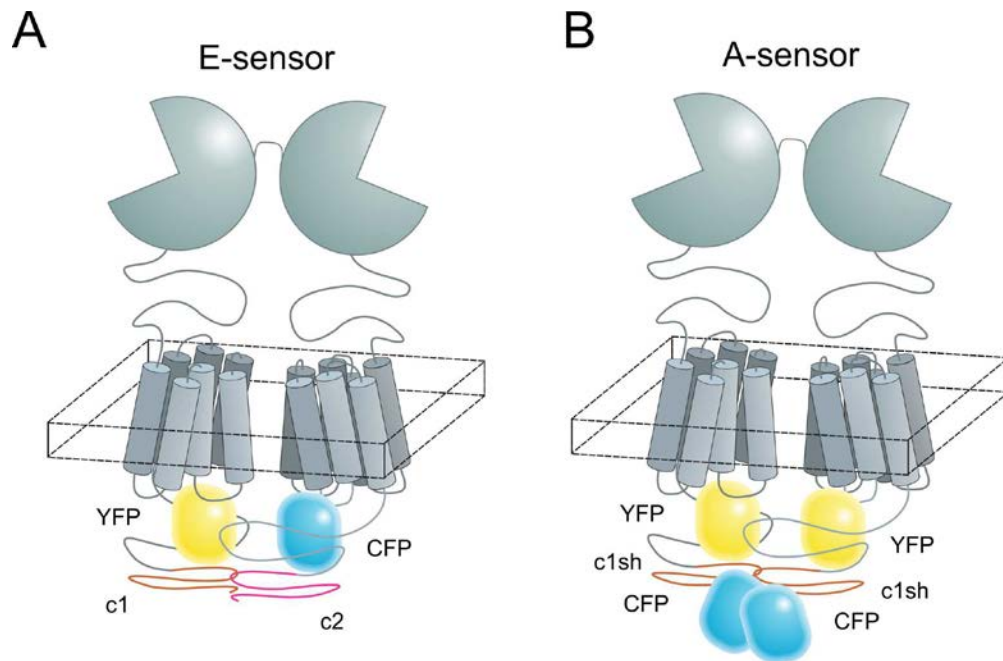 A
E-sensor
YFP
CFP
c1
c2
B
A-sensor
YFP
YFP
c1sh
c1sh
CFP
CFP